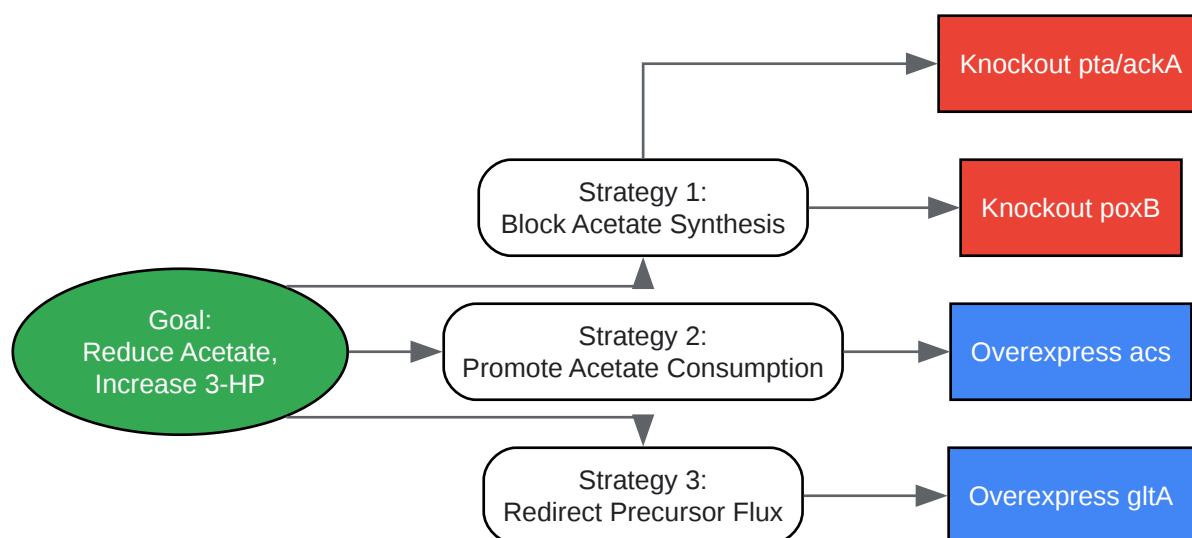 Knockout pta/ackA
Strategy 1:
Block Acetate Synthesis
Knockout poxB
Goal:
Reduce Acetate,
Increase 3-HP
Strategy 2:
Promote Acetate Consumption
Overexpress acs
Strategy 3:
Redirect Precursor Flux
Overexpress gltA